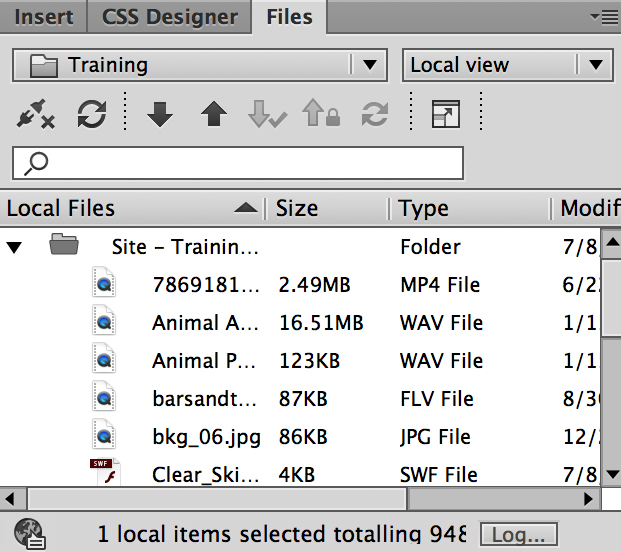 Insert CSS Designer Files
Training Local view
Local Files Size Type Modif
Site – Trainin... Folder 7/8,
7869181... 2.49MB MP4 File 6/2
Animal A... 16.51MB WAV File 1/1
Animal P... 123KB WAV File 1/1
barsandt... 87KB FLV File 8/30
bkg_06.jpg 86KB JPG File 12/
SWF Clear_Ski... 4KB SWF File 7/8,
1 local items selected totalling 948 Log...